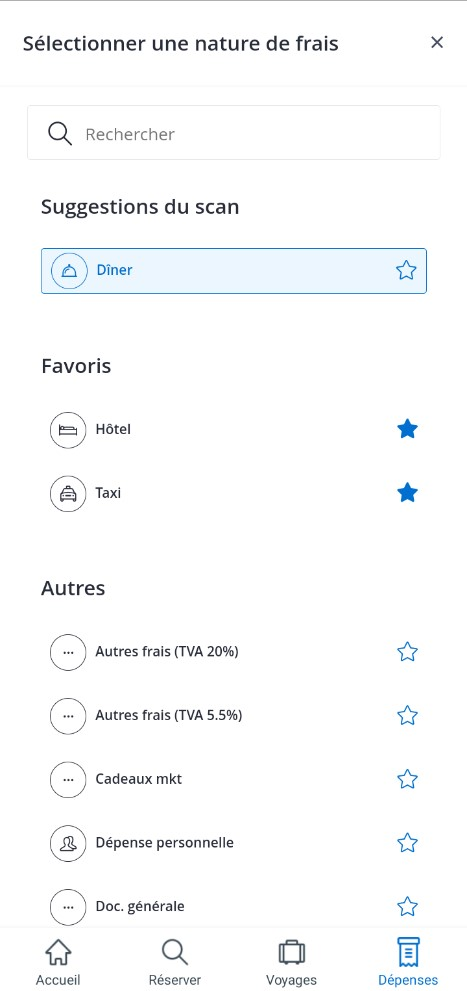 Sélectionner une nature de frais
Rechercher
Suggestions du scan
Dîner
Favoris
Hôtel
Taxi
Autres
Autres frais (TVA 20%)
Autres frais (TVA 5.5%)
Cadeaux mkt
Dépense personnelle
Doc. générale
Accueil Réserver Voyages Dépenses